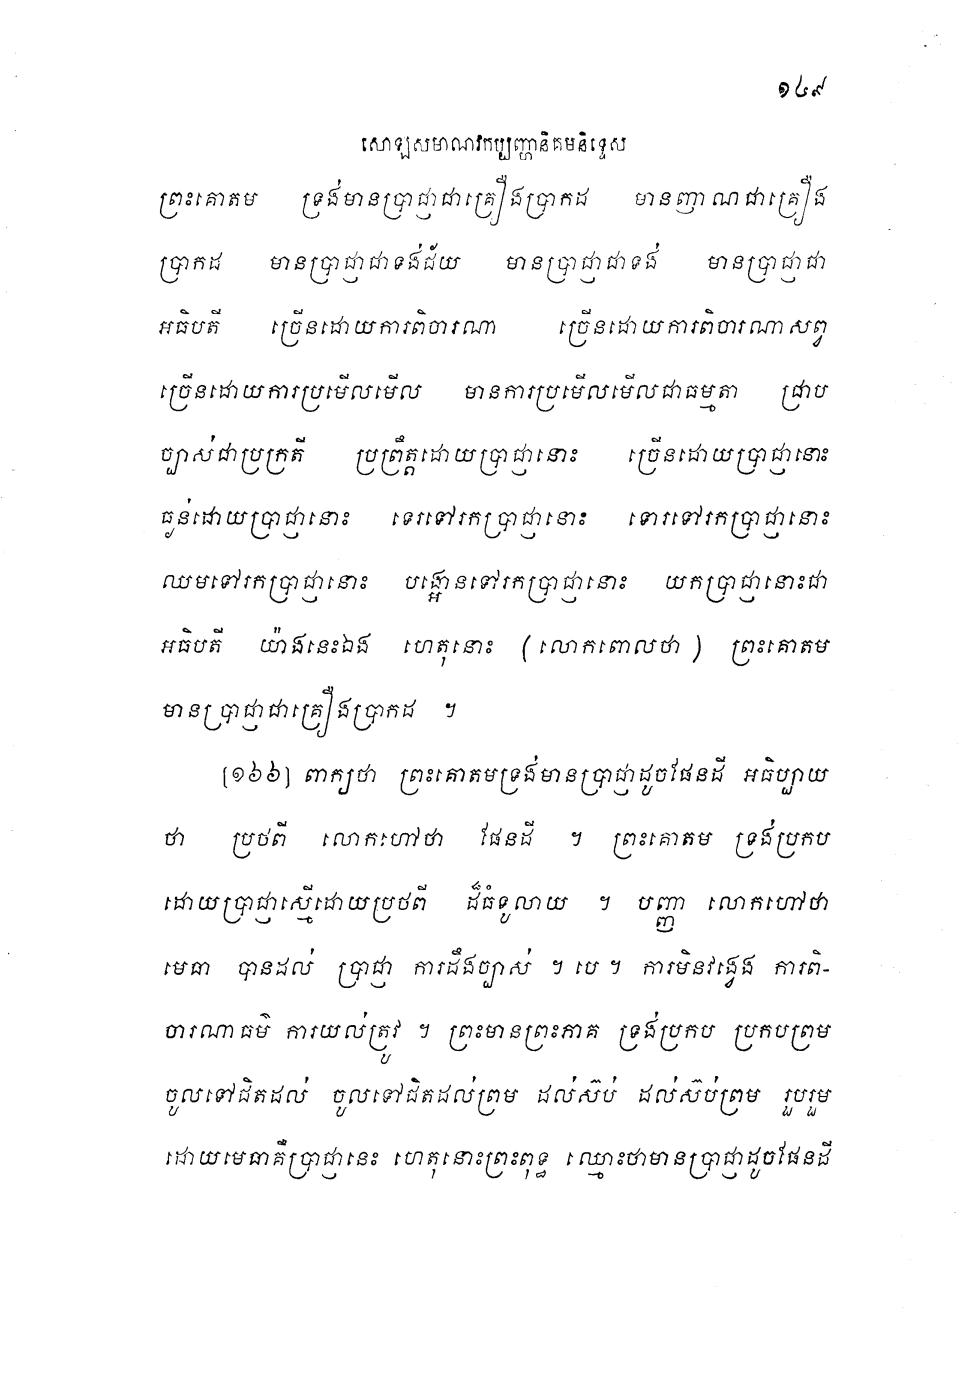 ១៤៩
សោឡសមាណវកប្បញ្ហានិគមនិទ្ទេស
ព្រះគោតម ទ្រង់មានប្រាជ្ញាជាគ្រឿងប្រាកដ មានញាណជាគ្រឿង
ប្រាកដ មានប្រាជ្ញាជាទង់ជ័យ មានប្រាជ្ញាជាទង់ មានប្រាជ្ញាជា
អធិបតី ច្រើនដោយការពិចារណា ច្រើនដោយការពិចារណាសព្វ
ច្រើនដោយការប្រមើលមើល មានការប្រមើលមើលជាធម្មតា ជ្រាប
ច្បាស់ជាប្រក្រតី ប្រព្រឹត្តដោយប្រាជ្ញានោះ ច្រើនដោយប្រាជ្ញានោះ
ធ្ងន់ដោយប្រាជ្ញានោះ ទេរទៅរកប្រាជ្ញានោះ ទោរទៅរកប្រាជ្ញានោះ
ឈមទៅរកប្រាជ្ញានោះ បង្អោនទៅរកប្រាជ្ញានោះ យកប្រាជ្ញានោះជា
អធិបតី យ៉ាងនេះឯង ហេតុនោះ (លោកពោលថា) ព្រះគោតម
មានប្រាជ្ញាជាគ្រឿងប្រាកដ ។
[១៦៦] ពាក្យថា ព្រះគោតមទ្រង់មានប្រាជ្ញាដូចផែនដី អធិប្បាយ
ថា ប្រថពី លោកហៅថា ផែនដី ។ ព្រះគោតម ទ្រង់ប្រកប
ដោយប្រាជ្ញាស្មើដោយប្រថពី ដ៏ធំទូលាយ ។ បញ្ញា លោកហៅថា
មេធា បានដល់ ប្រាជ្ញា ការដឹងច្បាស់ ។ បេ ។ ការមិនវង្វេង ការពិ-
ចារណាធម៌ ការយល់ត្រូវ ។ ព្រះមានព្រះភាគ ទ្រង់ប្រកប ប្រកបព្រម
ចូលទៅជិតដល់ ចូលទៅជិតដល់ព្រម ដល់ស៊ប់ ដល់ស៊ប់ព្រម រួបរួម
ដោយមេធាគឺប្រាជ្ញានេះ ហេតុនោះព្រះពុទ្ធ ឈ្មោះថាមានប្រាជ្ញាដូចផែនដី